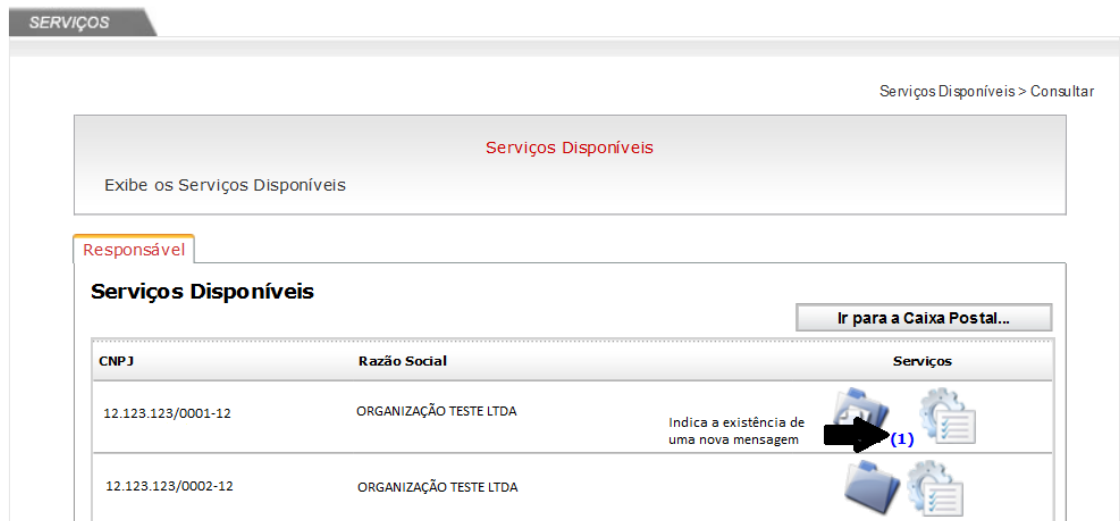 SERVIÇOS
Serviços Disponíveis > Consultar
Serviços Disponíveis
Exibe os Serviços Disponíveis
Responsável
Serviços Disponíveis
Ir para a Caixa Postal...
CNPJ Razão Social Serviços
12.123.123/0001-12 ORGANIZAÇÃO TESTE LTDA
Indica a existência de
uma nova mensagem (1)
12.123.123/0002-12 ORGANIZAÇÃO TESTE LTDA